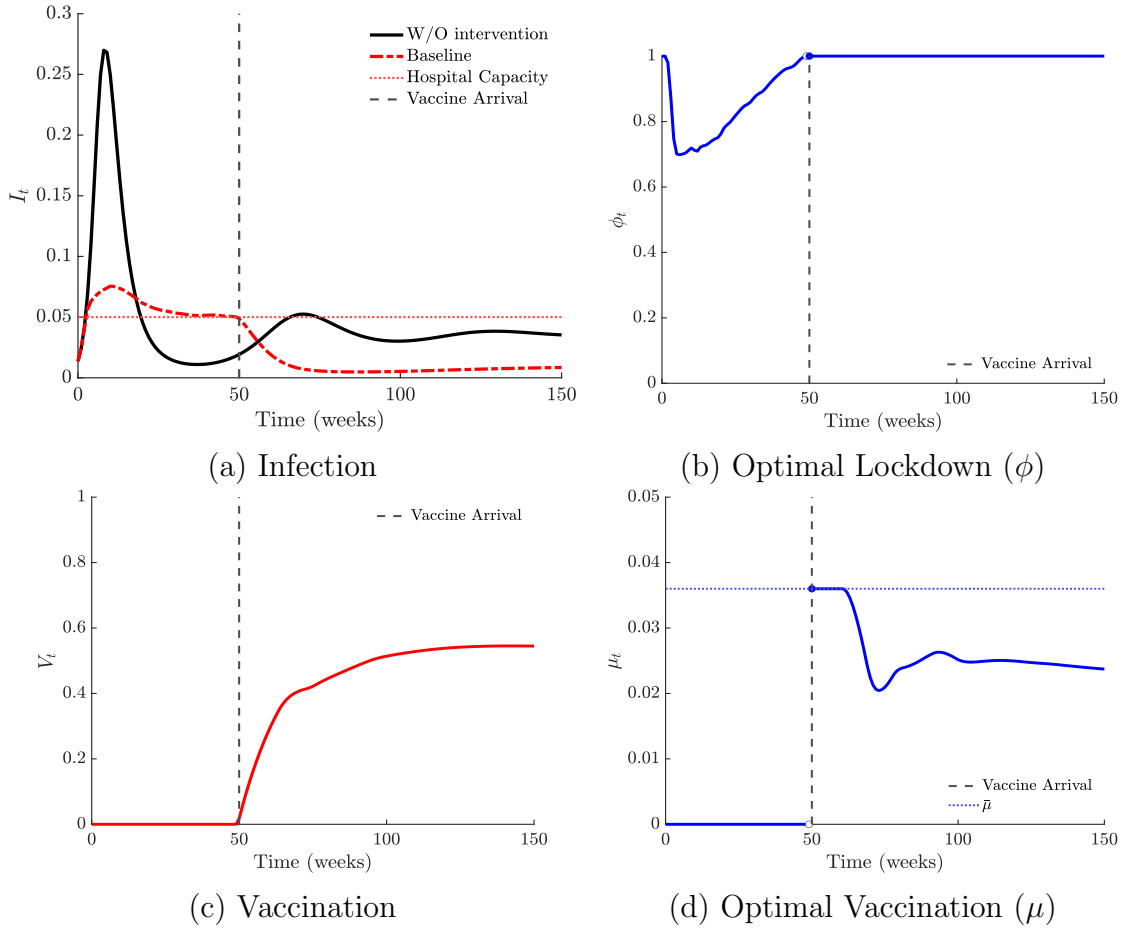 0.3
0.25
0.2
0.15
0.1
0.05
0
I_t
0
50
100
150
Time (weeks)
W/O intervention
Baseline
Hospital Capacity
Vaccine Arrival
(a) Infection
1
0.8
0.6
0.4
0.2
0
ϕ_t
0
50
100
150
Time (weeks)
Vaccine Arrival
(b) Optimal Lockdown (ϕ)
1
0.8
0.6
0.4
0.2
0
V_t
0
50
100
150
Time (weeks)
Vaccine Arrival
(c) Vaccination
0.05
0.04
0.03
0.02
0.01
0
μ_t
0
50
100
150
Time (weeks)
Vaccine Arrival
μ̄
(d) Optimal Vaccination (μ)